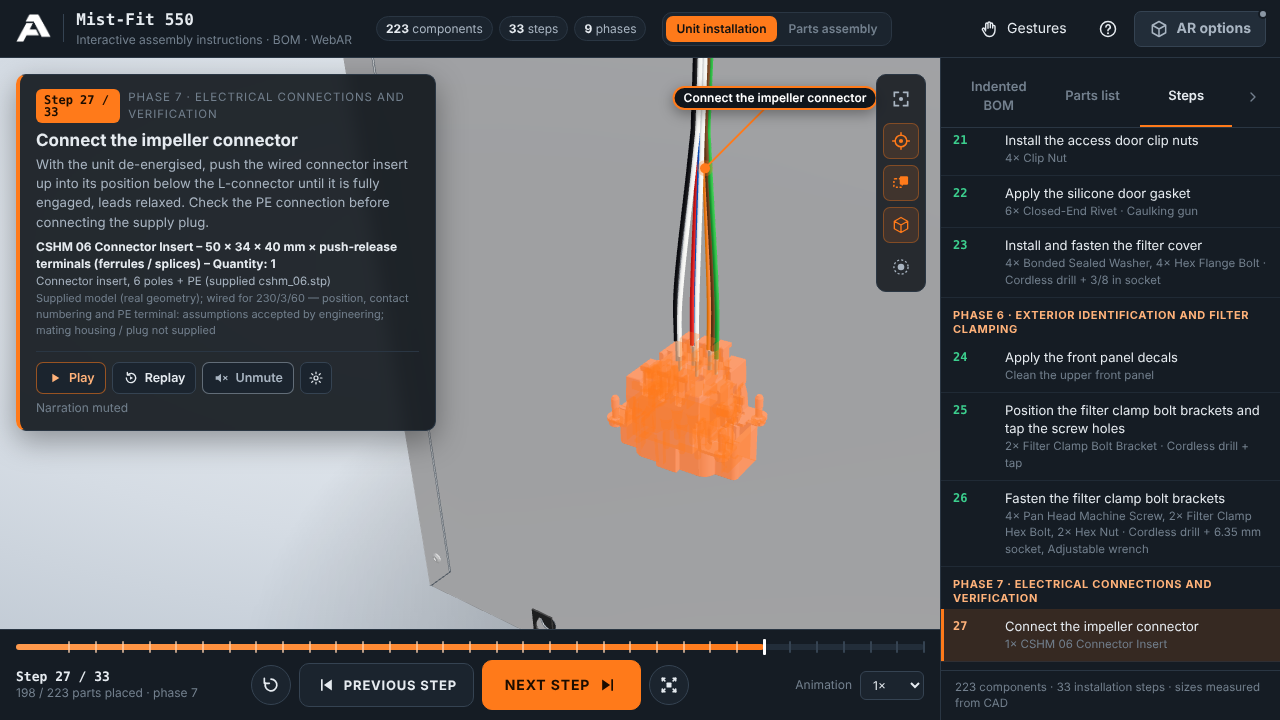 Mist-Fit 550
Interactive assembly instructions · BOM · WebAR
223 components
33 steps
9 phases
Unit installation
Parts assembly
Gestures
AR options
Step 27 / 33
PHASE 7 · ELECTRICAL CONNECTIONS AND VERIFICATION
Connect the impeller connector
With the unit de-energised, push the wired connector insert
up into its position below the L-connector until it is fully
engaged, leads relaxed. Check the PE connection before
connecting the supply plug.
CSHM 06 Connector Insert – 50 × 34 × 40 mm × push-release
terminals (ferrules / splices) – Quantity: 1
Connector insert, 6 poles + PE (supplied cshm_06.stp)
Supplied model (real geometry); wired for 230/3/60 — position, contact
numbering and PE terminal: assumptions accepted by engineering;
mating housing / plug not supplied
Play
Replay
Unmute
Narration muted
Connect the impeller connector
Indented BOM
Parts list
Steps
21
Install the access door clip nuts
4× Clip Nut
22
Apply the silicone door gasket
6× Closed-End Rivet · Caulking gun
23
Install and fasten the filter cover
4× Bonded Sealed Washer, 4× Hex Flange Bolt ·
Cordless drill + 3/8 in socket
PHASE 6 · EXTERIOR IDENTIFICATION AND FILTER
CLAMPING
24
Apply the front panel decals
Clean the upper front panel
25
Position the filter clamp bolt brackets and
tap the screw holes
2× Filter Clamp Bolt Bracket · Cordless drill +
tap
26
Fasten the filter clamp bolt brackets
4× Pan Head Machine Screw, 2× Filter Clamp
Hex Bolt, 2× Hex Nut · Cordless drill + 6.35 mm
socket, Adjustable wrench
PHASE 7 · ELECTRICAL CONNECTIONS AND
VERIFICATION
27
Connect the impeller connector
1× CSHM 06 Connector Insert
223 components · 33 installation steps · sizes measured
from CAD
Step 27 / 33
198 / 223 parts placed · phase 7
PREVIOUS STEP
NEXT STEP
Animation
1×